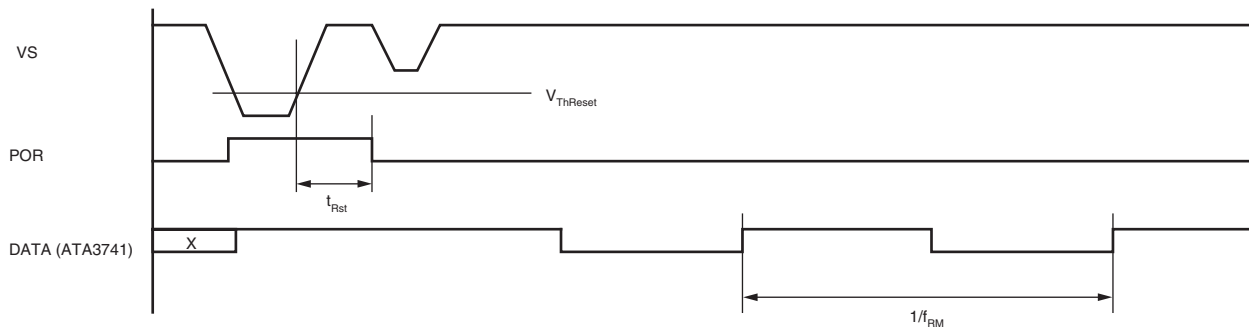 VS
V_ThReset
POR
t_Rst
DATA (ATA3741)
X
1/f_RM